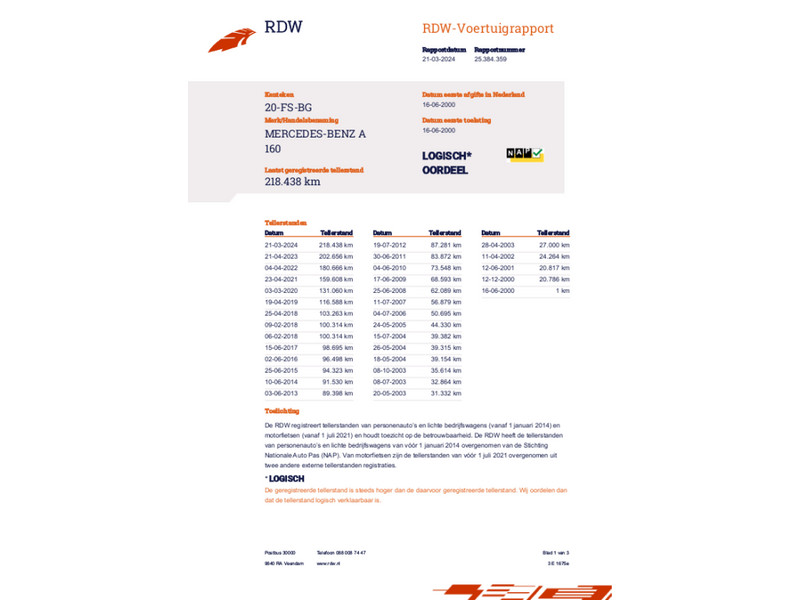 RDW
RDW-Voertuigrapport
Rapportdatum Rapportnummer
21-03-2024 25.384.359
Kenteken
20-FS-BG
Merk/Handelsbenaming
MERCEDES-BENZ A
160
Laatst geregistreerde tellerstand
218.438 km
Datum eerste afgifte in Nederland
16-06-2000
Datum eerste toelating
16-06-2000
LOGISCH*
OORDEEL
NAP
Tellerstanden
Datum Tellerstand Datum Tellerstand Datum Tellerstand
21-03-2024 218.438 km 19-07-2012 87.281 km 28-04-2003 27.000 km
21-04-2023 202.656 km 30-06-2011 83.872 km 11-04-2002 24.264 km
04-04-2022 180.666 km 04-06-2010 73.548 km 12-06-2001 20.817 km
23-04-2021 159.608 km 17-06-2009 68.593 km 12-12-2000 20.786 km
03-03-2020 131.060 km 25-06-2008 62.089 km 16-06-2000 1 km
19-04-2019 116.588 km 11-07-2007 56.879 km
25-04-2018 103.263 km 04-07-2006 50.695 km
09-02-2018 100.314 km 24-05-2005 44.330 km
06-02-2018 100.314 km 15-07-2004 39.382 km
15-06-2017 98.695 km 26-05-2004 39.315 km
02-06-2016 96.498 km 18-05-2004 39.154 km
25-06-2015 94.323 km 08-10-2003 35.614 km
10-06-2014 91.530 km 08-07-2003 32.864 km
03-06-2013 89.398 km 20-05-2003 31.332 km
Toelichting
De RDW registreert tellerstanden van personenauto's en lichte bedrijfswagens (vanaf 1 januari 2014) en
motorfietsen (vanaf 1 juli 2021) en houdt toezicht op de betrouwbaarheid. De RDW heeft de tellerstanden
van personenauto's en lichte bedrijfswagens van vóór 1 januari 2014 overgenomen van de Stichting
Nationale Auto Pas (NAP). Van motorfietsen zijn de tellerstanden van vóór 1 juli 2021 overgenomen uit
twee andere externe tellerstanden registraties.
* LOGISCH
De geregistreerde tellerstand is steeds hoger dan de daarvoor geregistreerde tellerstand. Wij oordelen dan
dat de tellerstand logisch verklaarbaar is.
Postbus 30000 Telefoon 088 008 74 47 Blad 1 van 3
9640 RA Veendam www.rdw.nl 3 E 1675a